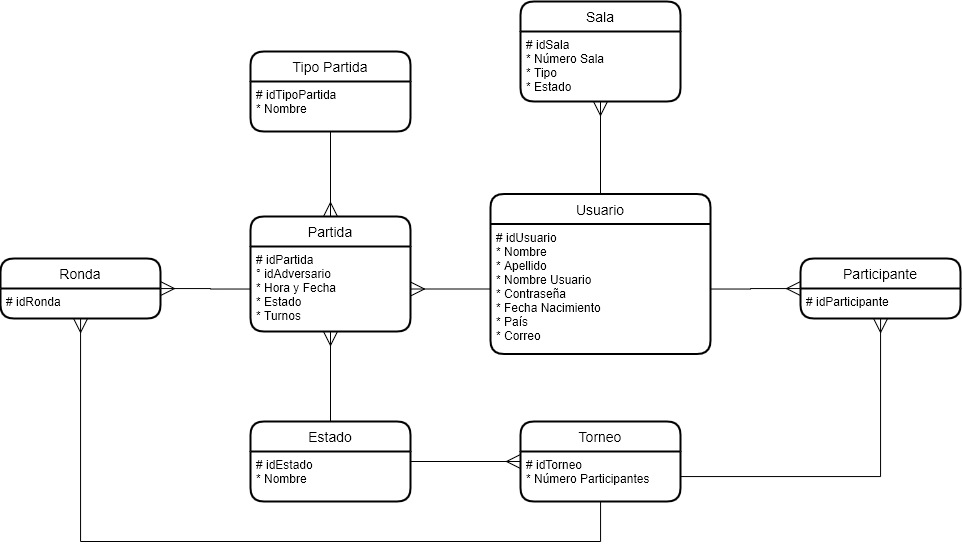 Sala
# idSala
* Número Sala
* Tipo
* Estado
Tipo Partida
# idTipoPartida
* Nombre
Usuario
# idUsuario
* Nombre
* Apellido
* Nombre Usuario
* Contraseña
* Fecha Nacimiento
* País
* Correo
Partida
# idPartida
° idAdversario
* Hora y Fecha
* Estado
* Turnos
Ronda
# idRonda
Participante
# idParticipante
Estado
# idEstado
* Nombre
Torneo
# idTorneo
* Número Participantes